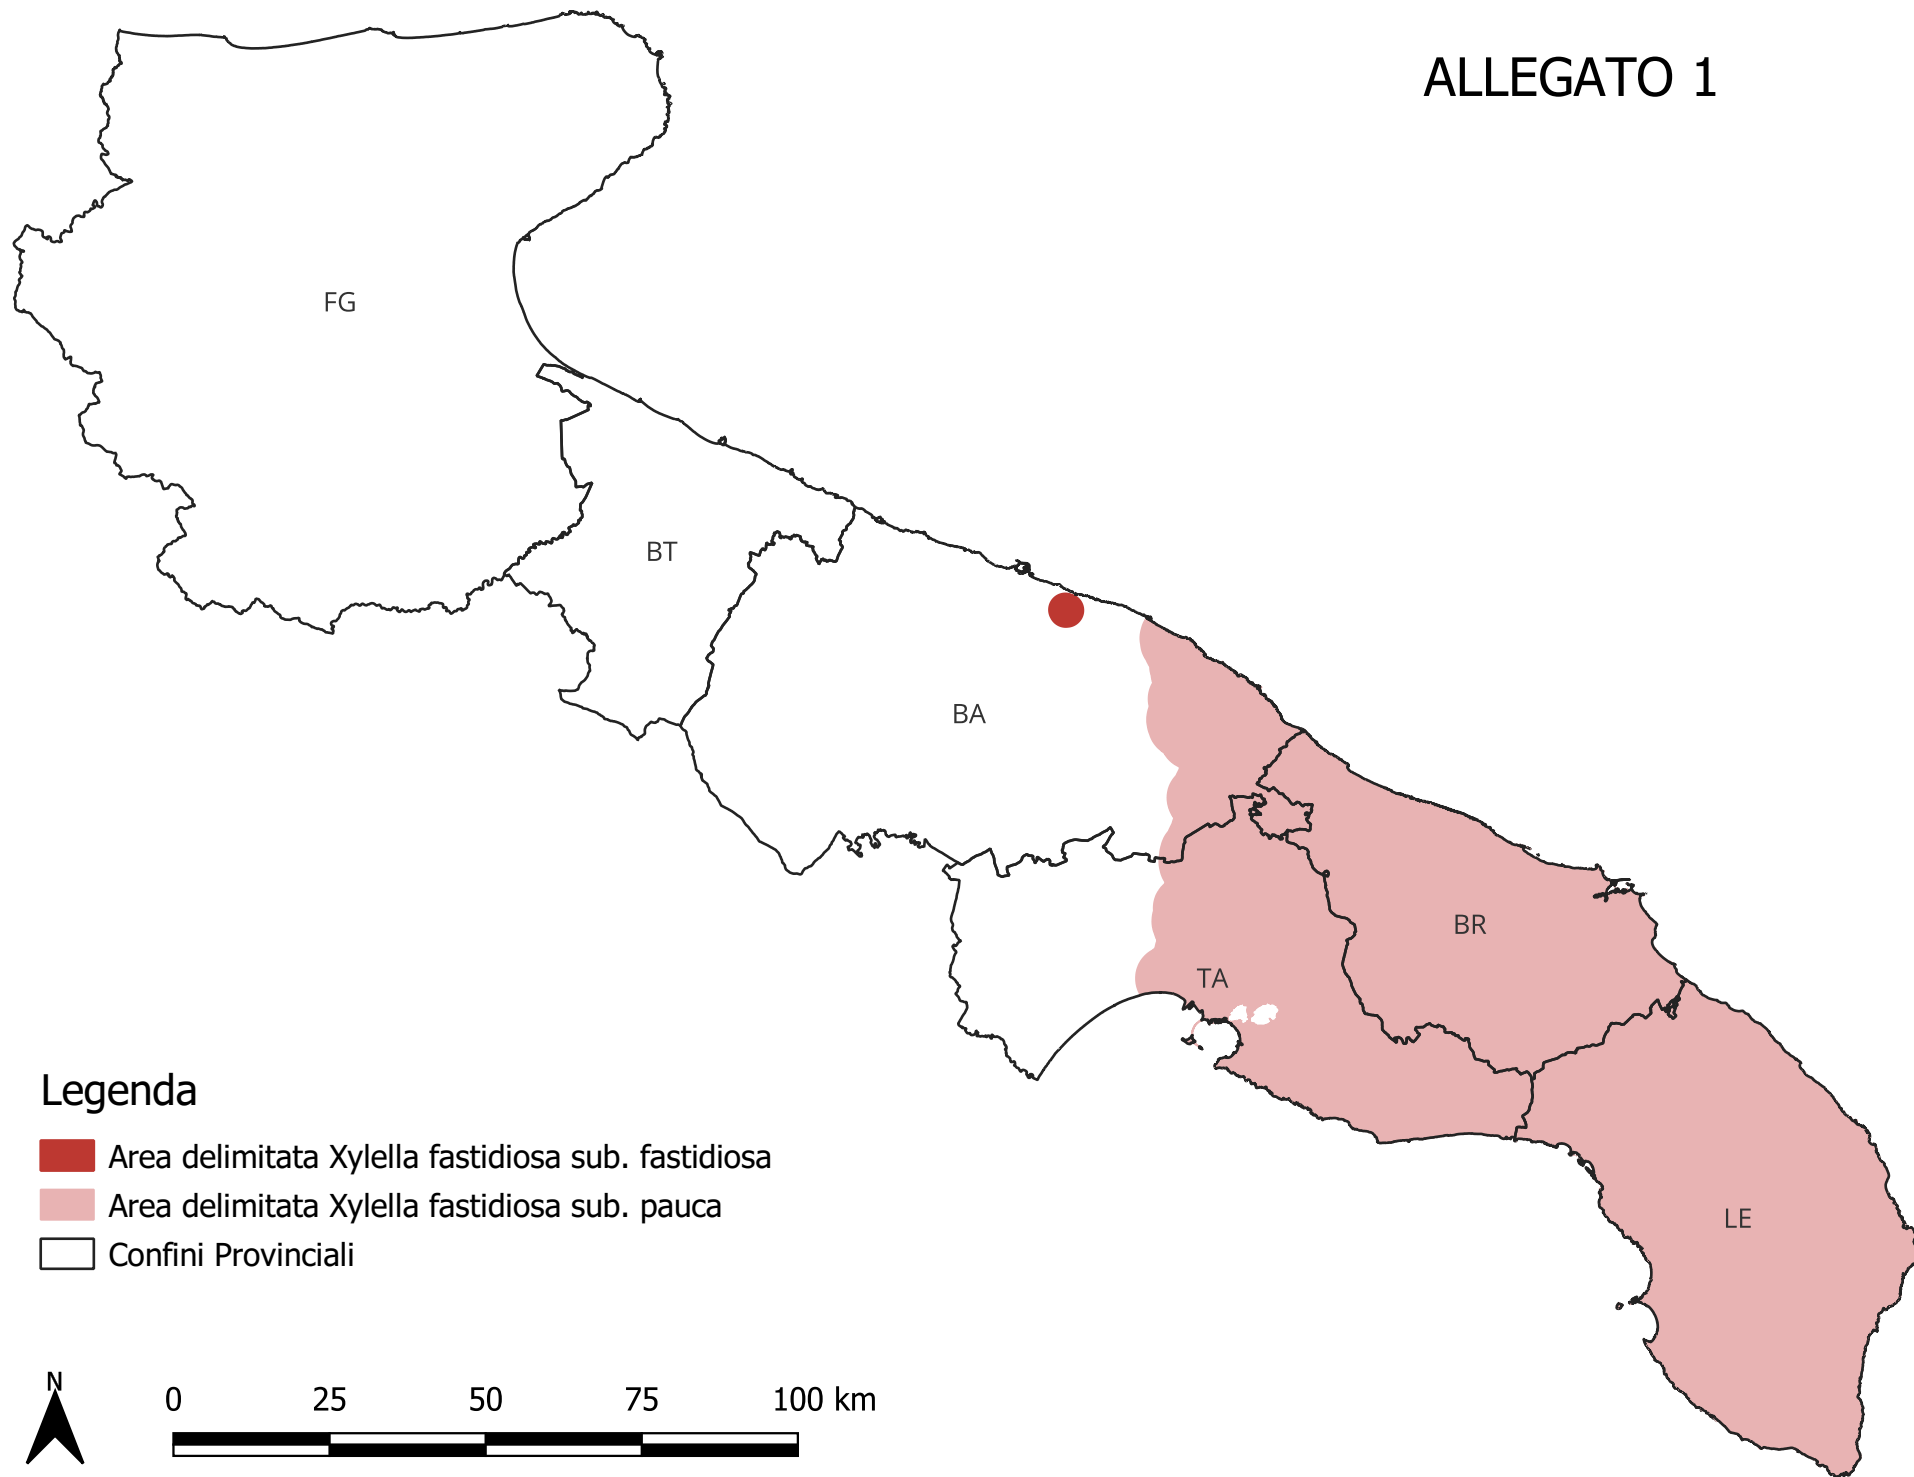 ALLEGATO 1
FG
BT
BA
TA
BR
LE
Legenda
Area delimitata Xylella fastidiosa sub. fastidiosa
Area delimitata Xylella fastidiosa sub. pauca
Confini Provinciali
N
0 25 50 75 100 km